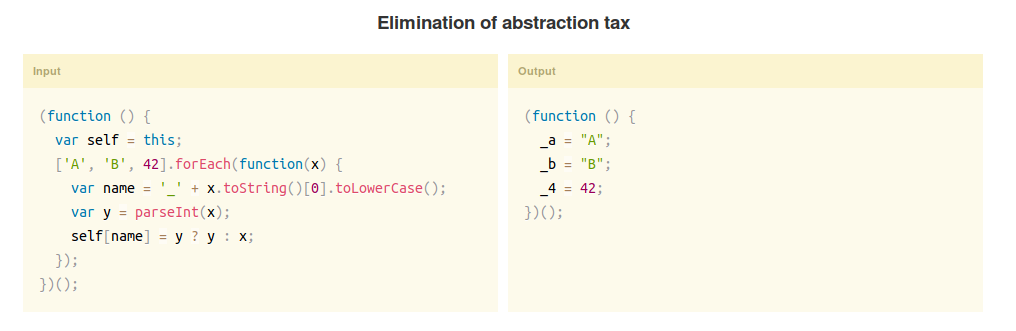 Elimination of abstraction tax
Input
(function () {
  var self = this;
  ['A', 'B', 42].forEach(function(x) {
    var name = '_' + x.toString()[0].toLowerCase();
    var y = parseInt(x);
    self[name] = y ? y : x;
  });
})();
Output
(function () {
  _a = "A";
  _b = "B";
  _4 = 42;
})();